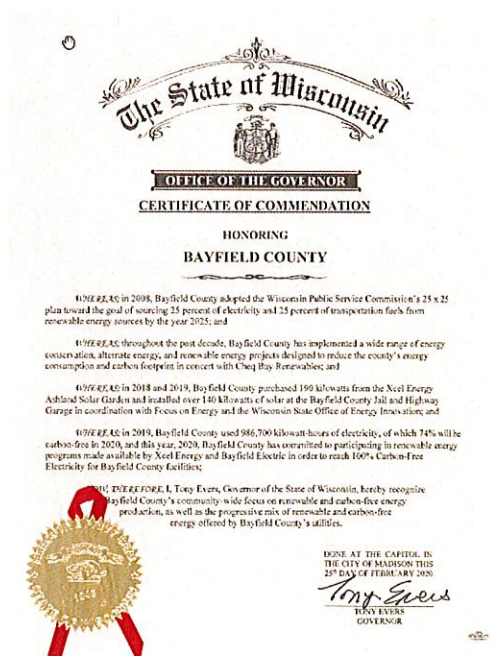 The State of Wisconsin
OFFICE OF THE GOVERNOR
CERTIFICATE OF COMMENDATION
HONORING
BAYFIELD COUNTY
WHEREAS; in 2008, Bayfield County adopted the Wisconsin Public Service Commission's 25 x 25
plan toward the goal of sourcing 25 percent of electricity and 25 percent of transportation fuels from
renewable energy sources by the year 2025; and
WHEREAS; throughout the past decade, Bayfield County has implemented a wide range of energy
conservation, alternate energy, and renewable energy projects designed to reduce the county's energy
consumption and carbon footprint in concert with Cheq Bay Renewables; and
WHEREAS; in 2018 and 2019, Bayfield County purchased 190 kilowatts from the Xcel Energy
Ashland Solar Garden and installed over 140 kilowatts of solar at the Bayfield County Jail and Highway
Garage in coordination with Focus on Energy and the Wisconsin State Office of Energy Innovation; and
WHEREAS; in 2019, Bayfield County used 986,700 kilowatt-hours of electricity, of which 74% will be
carbon-free in 2020, and this year, 2020, Bayfield County has committed to participating in renewable energy
programs made available by Xcel Energy and Bayfield Electric in order to reach 100% Carbon-Free
Electricity for Bayfield County facilities;
THEREFORE, I, Tony Evers, Governor of the State of Wisconsin, hereby recognize
Bayfield County's community-wide focus on renewable and carbon-free energy
production, as well as the progressive mix of renewable and carbon-free
energy offered by Bayfield County's utilities.
DONE AT THE CAPITOL IN
THE CITY OF MADISON THIS
25th DAY OF FEBRUARY 2020.
Tony Evers
TONY EVERS
GOVERNOR
1848